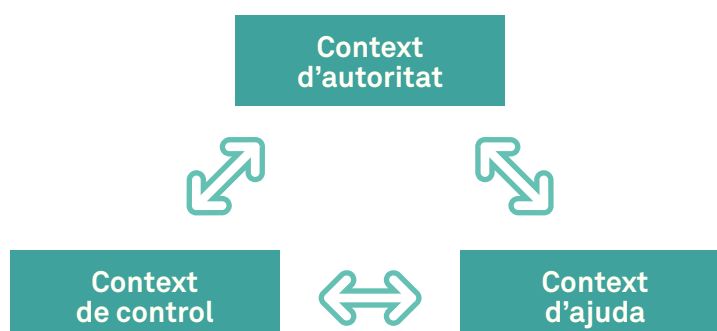 Context
d’autoritat
Context
de control
Context
d’ajuda